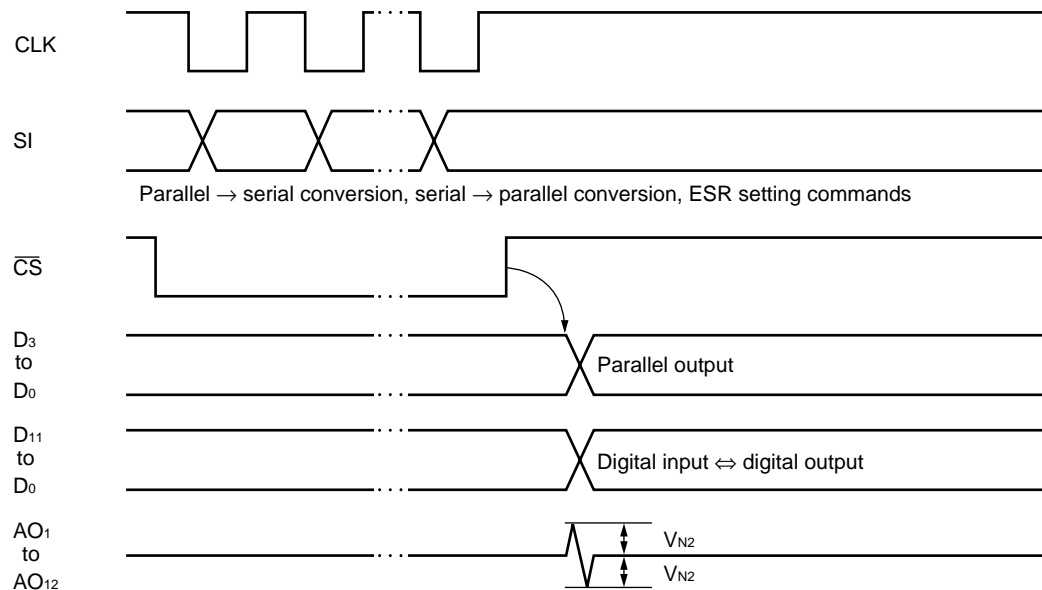 CLK
SI
Parallel → serial conversion, serial → parallel conversion, ESR setting commands
C̅S̅
D₃
to
D₀
Parallel output
D₁₁
to
D₀
Digital input ⇔ digital output
AO₁
to
AO₁₂
VN2
VN2